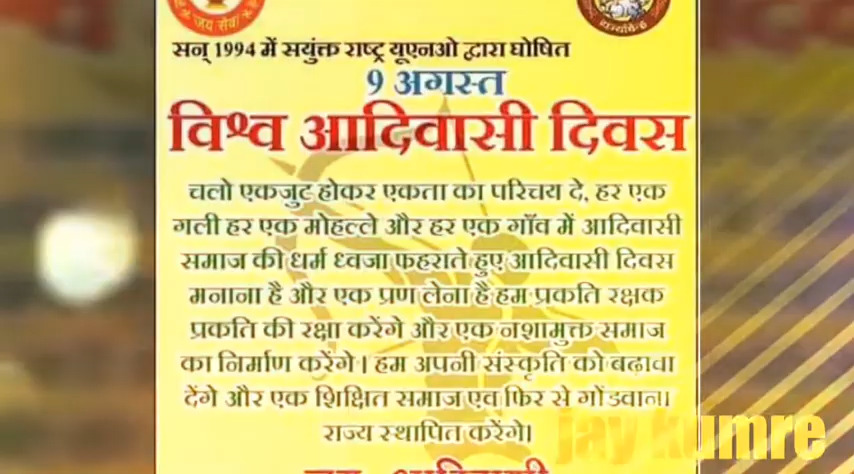 जय सेवा
सन् 1994 में सयुंक्त राष्ट्र यूएनओ द्वारा घोषित
9 अगस्त
विश्व आदिवासी दिवस
चलो एकजुट होकर एकता का परिचय दे, हर एक
गली हर एक मोहल्ले और हर एक गाँव में आदिवासी
समाज की धर्म ध्वजा फहराते हुए आदिवासी दिवस
मनाना है और एक प्रण लेना है हम प्रकति रक्षक
प्रकति की रक्षा करेंगे और एक नशामुक्त समाज
का निर्माण करेंगे। हम अपनी संस्कृति को बढ़ावा
देंगे और एक शिक्षित समाज एव फिर से गोंडवाना
राज्य स्थापित करेंगे।
jay kumre